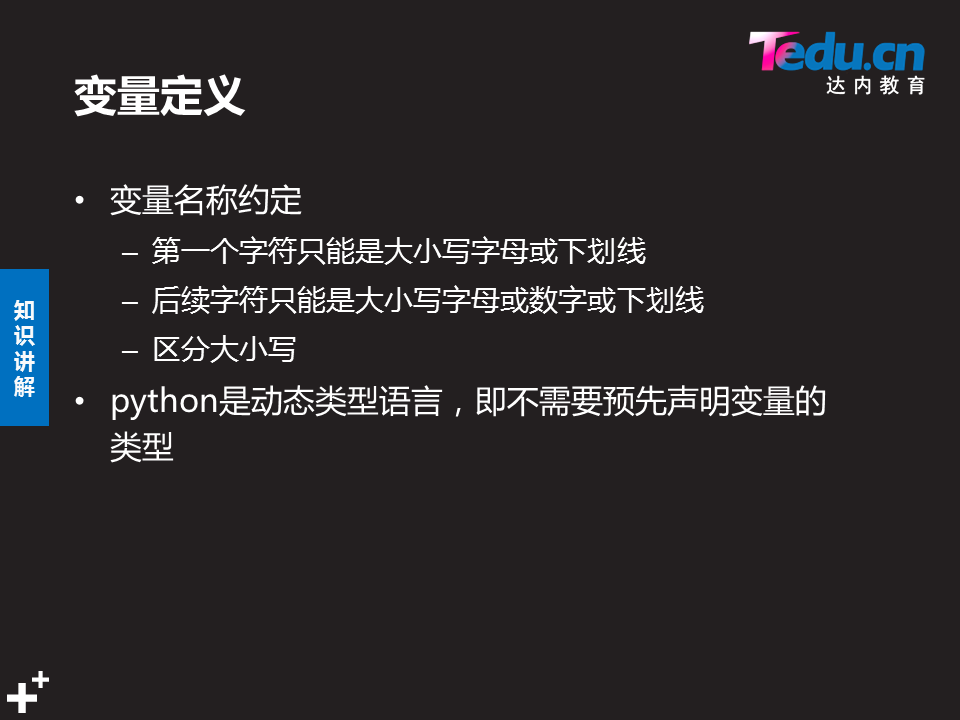 Tedu.cn
达内教育
变量定义
• 变量名称约定
– 第一个字符只能是大小写字母或下划线
– 后续字符只能是大小写字母或数字或下划线
– 区分大小写
• python是动态类型语言，即不需要预先声明变量的
类型
知
识
讲
解